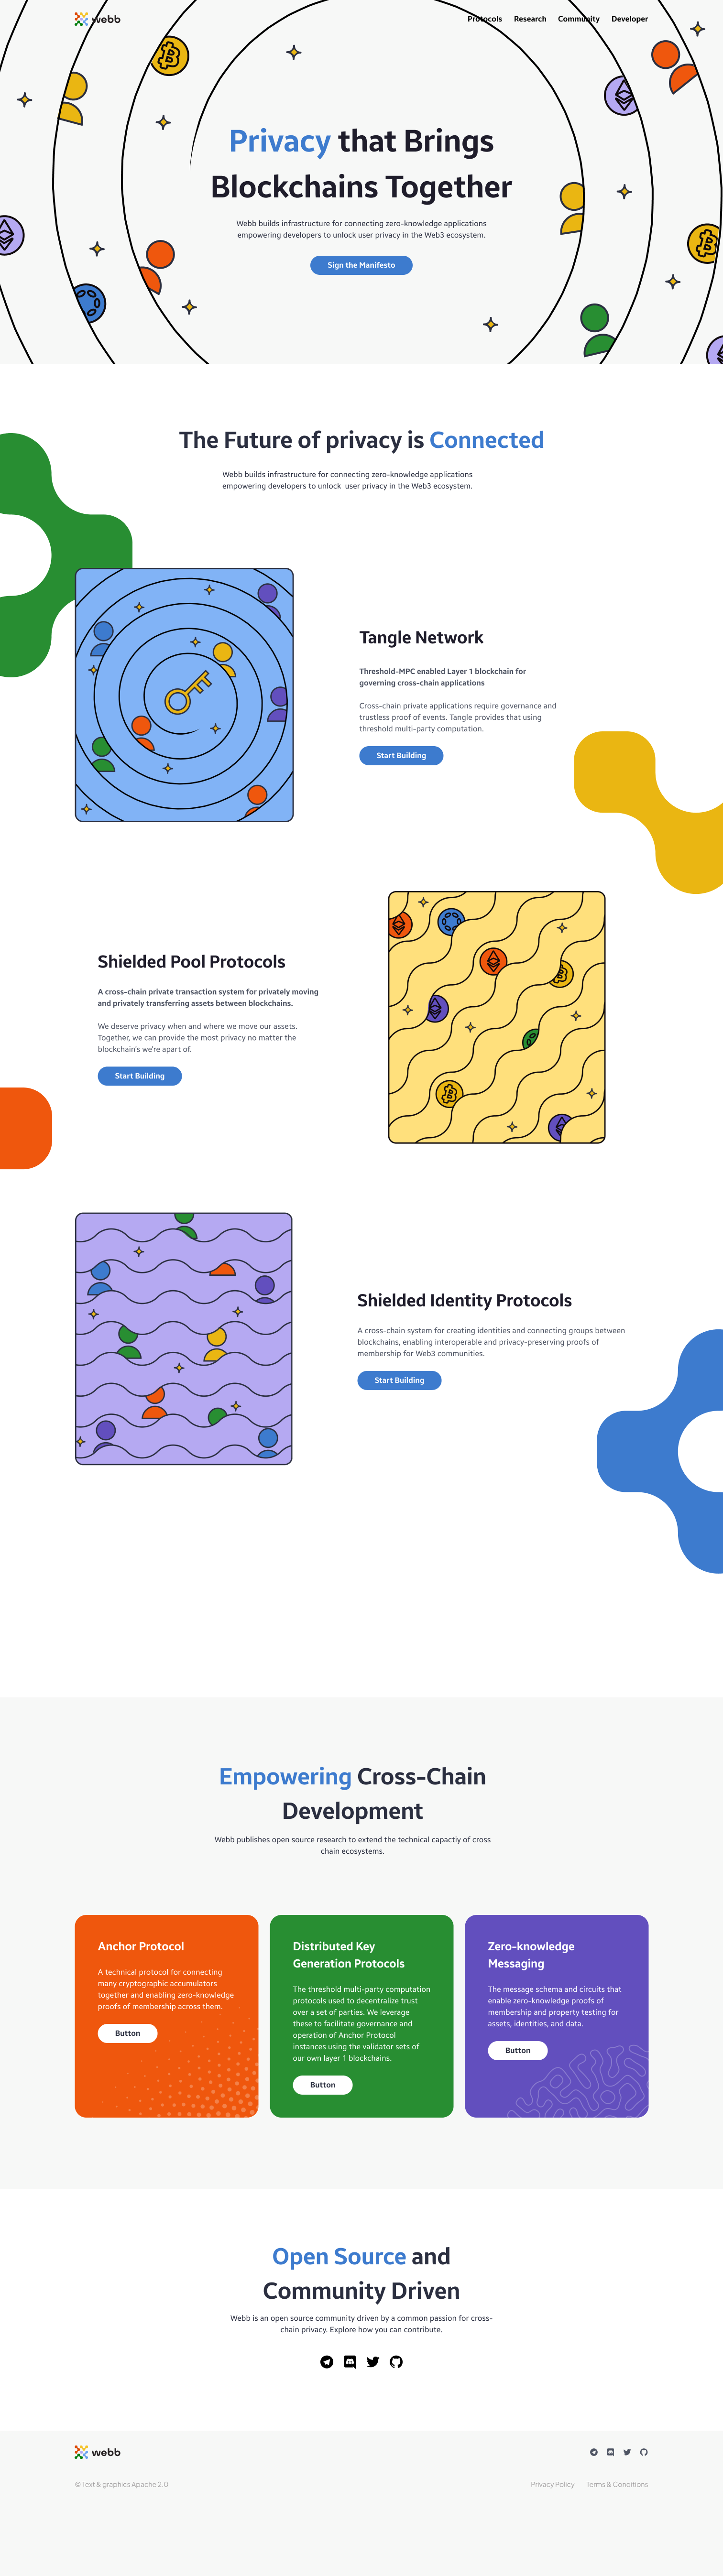 webb
Protocols Research Community Developer
Privacy that Brings
Blockchains Together
Webb builds infrastructure for connecting zero-knowledge applications
empowering developers to unlock user privacy in the Web3 ecosystem.
Sign the Manifesto
The Future of privacy is Connected
Webb builds infrastructure for connecting zero-knowledge applications
empowering developers to unlock  user privacy in the Web3 ecosystem.
Tangle Network
Threshold-MPC enabled Layer 1 blockchain for
governing cross-chain applications
Cross-chain private applications require governance and
trustless proof of events. Tangle provides that using
threshold multi-party computation.
Start Building
Shielded Pool Protocols
A cross-chain private transaction system for privately moving
and privately transferring assets between blockchains.
We deserve privacy when and where we move our assets.
Together, we can provide the most privacy no matter the
blockchain's we're apart of.
Start Building
Shielded Identity Protocols
A cross-chain system for creating identities and connecting groups between
blockchains, enabling interoperable and privacy-preserving proofs of
membership for Web3 communities.
Start Building
Empowering Cross-Chain
Development
Webb publishes open source research to extend the technical capactiy of cross
chain ecosystems.
Anchor Protocol
A technical protocol for connecting
many cryptographic accumulators
together and enabling zero-knowledge
proofs of membership across them.
Button
Distributed Key
Generation Protocols
The threshold multi-party computation
protocols used to decentralize trust
over a set of parties. We leverage
these to facilitate governance and
operation of Anchor Protocol
instances using the validator sets of
our own layer 1 blockchains.
Button
Zero-knowledge
Messaging
The message schema and circuits that
enable zero-knowledge proofs of
membership and property testing for
assets, identities, and data.
Button
Open Source and
Community Driven
Webb is an open source community driven by a common passion for cross-
chain privacy. Explore how you can contribute.
webb
© Text & graphics Apache 2.0
Privacy Policy Terms & Conditions